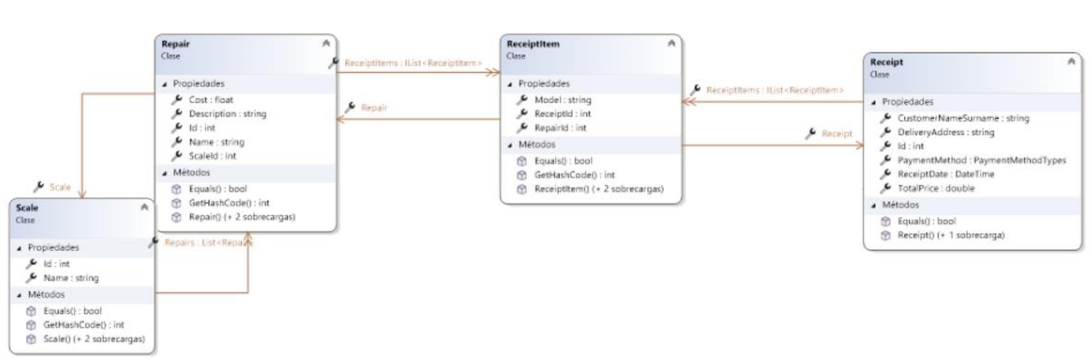 Repair
Clase
Propiedades
Cost : float
Description : string
Id : int
Name : string
ScaleId : int
Métodos
Equals() : bool
GetHashCode() : int
Repair() (+ 2 sobrecargas)
ReceiptItems : IList<ReceiptItem>
Repair
ReceiptItem
Clase
Propiedades
Model : string
ReceiptId : int
RepairId : int
Métodos
Equals() : bool
GetHashCode() : int
ReceiptItem() (+ 2 sobrecargas)
ReceiptItems : IList<ReceiptItem>
Receipt
Receipt
Clase
Propiedades
CustomerNameSurname : string
DeliveryAddress : string
Id : int
PaymentMethod : PaymentMethodTypes
ReceiptDate : DateTime
TotalPrice : double
Métodos
Equals() : bool
Receipt() (+ 1 sobrecarga)
Scale
Scale
Clase
Propiedades
Id : int
Name : string
Métodos
Equals() : bool
GetHashCode() : int
Scale() (+ 2 sobrecargas)
Repairs : List<Repair>